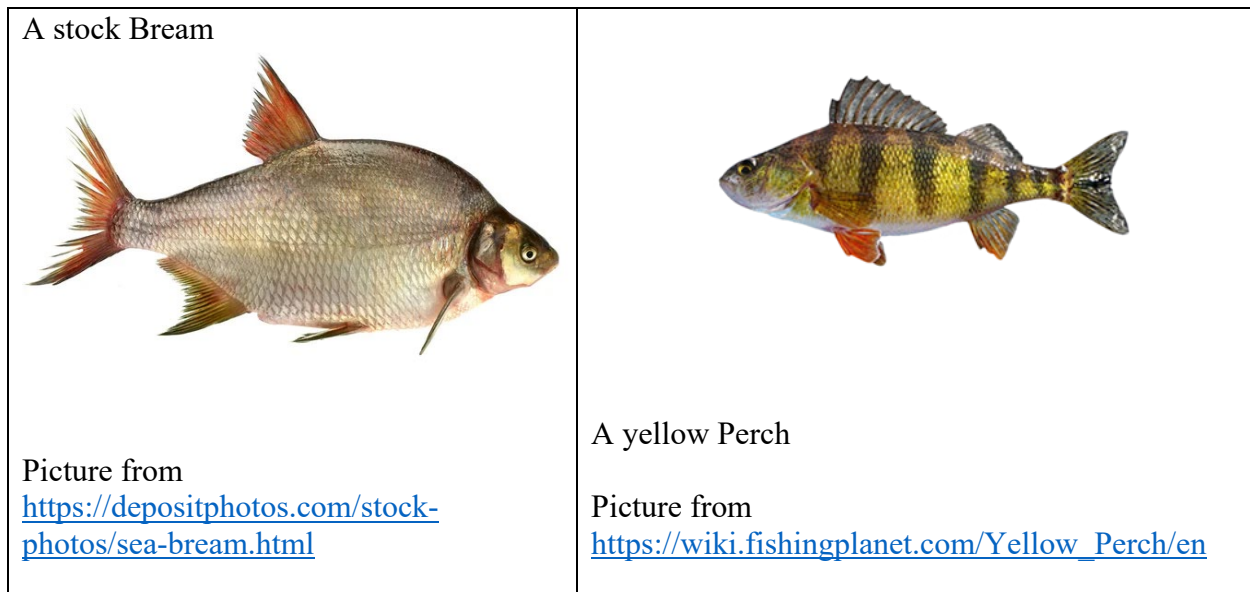 A stock Bream
Picture from
https://depositphotos.com/stock-
photos/sea-bream.html
A yellow Perch
Picture from
https://wiki.fishingplanet.com/Yellow_Perch/en